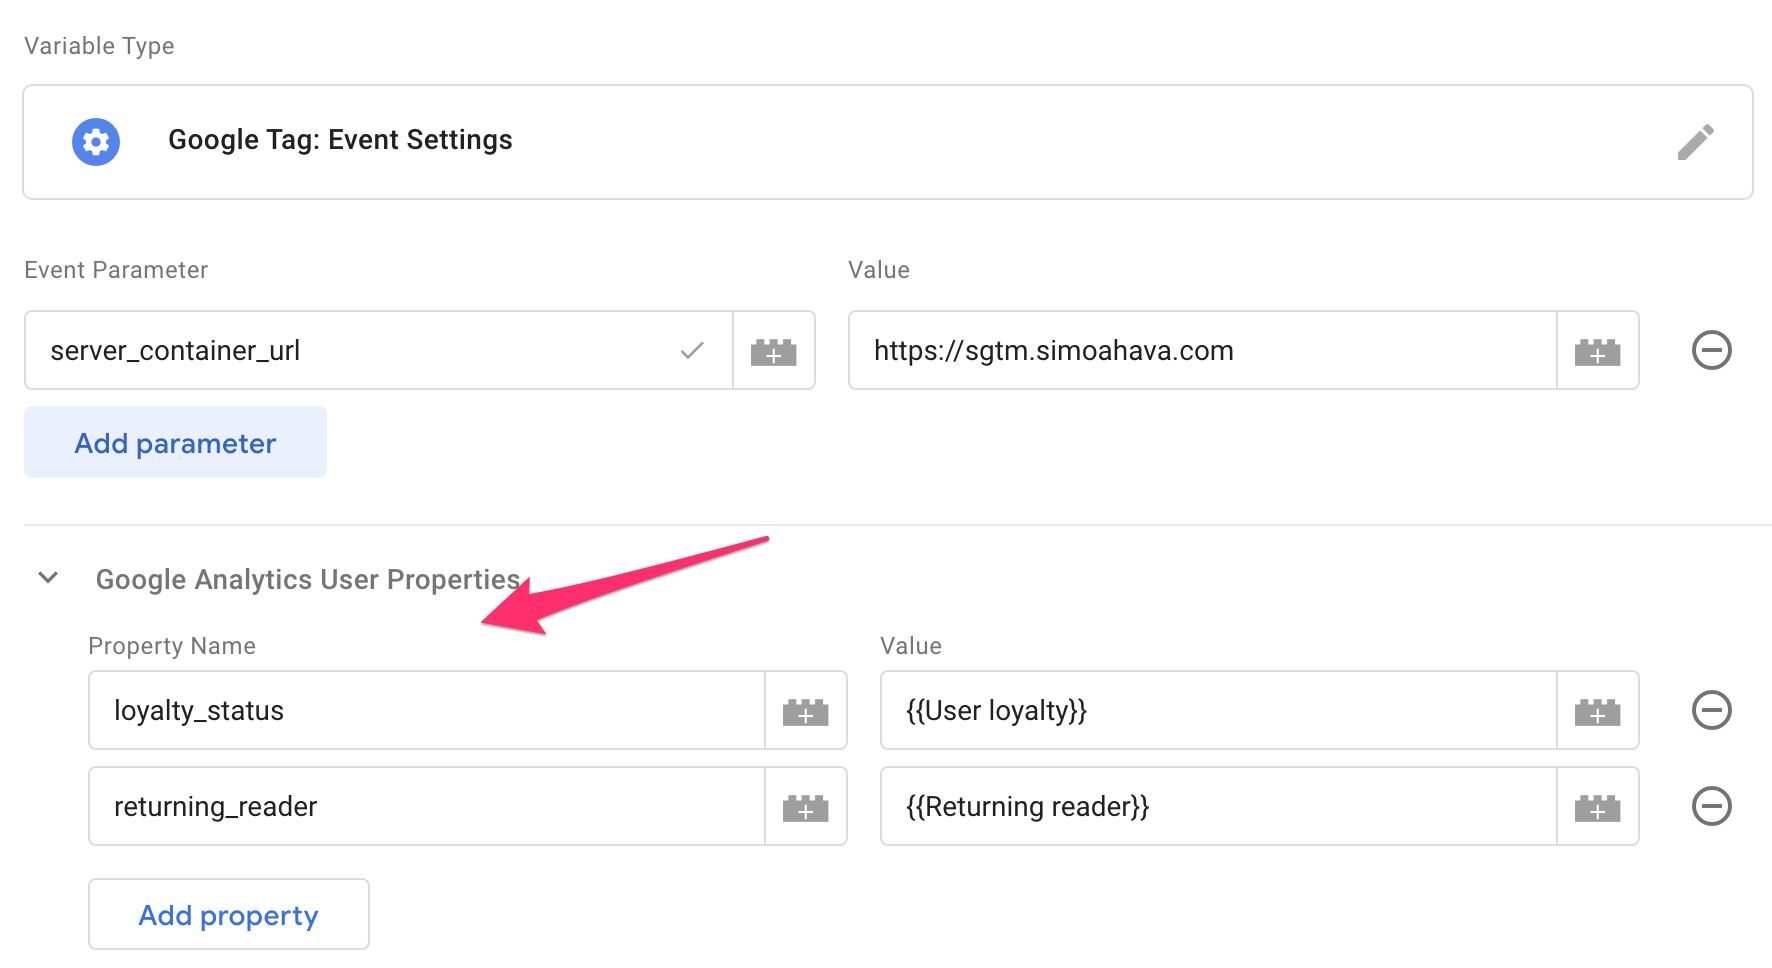 Variable Type
Google Tag: Event Settings
Event Parameter Value
server_container_url https://sgtm.simoahava.com
Add parameter
Google Analytics User Properties
Property Name Value
loyalty_status {{User loyalty}}
returning_reader {{Returning reader}}
Add property